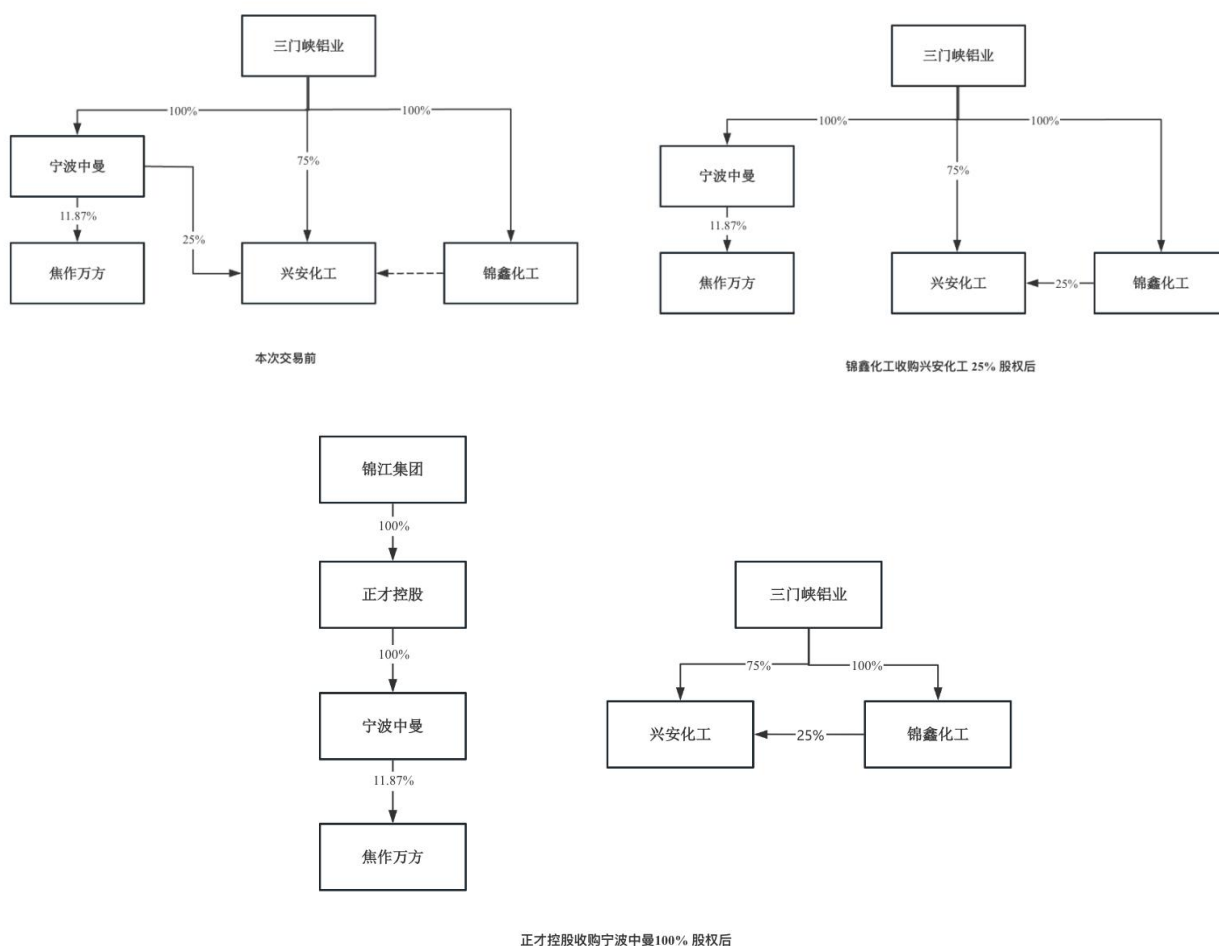 三门峡铝业
100%
100%
75%
宁波中曼
11.87%
25%
焦作万方
兴安化工
锦鑫化工
本次交易前
三门峡铝业
100%
100%
75%
宁波中曼
11.87%
焦作万方
兴安化工
25%
锦鑫化工
锦鑫化工收购兴安化工 25% 股权后
锦江集团
100%
正才控股
100%
宁波中曼
11.87%
焦作万方
三门峡铝业
75%
100%
兴安化工
25%
锦鑫化工
正才控股收购宁波中曼100% 股权后